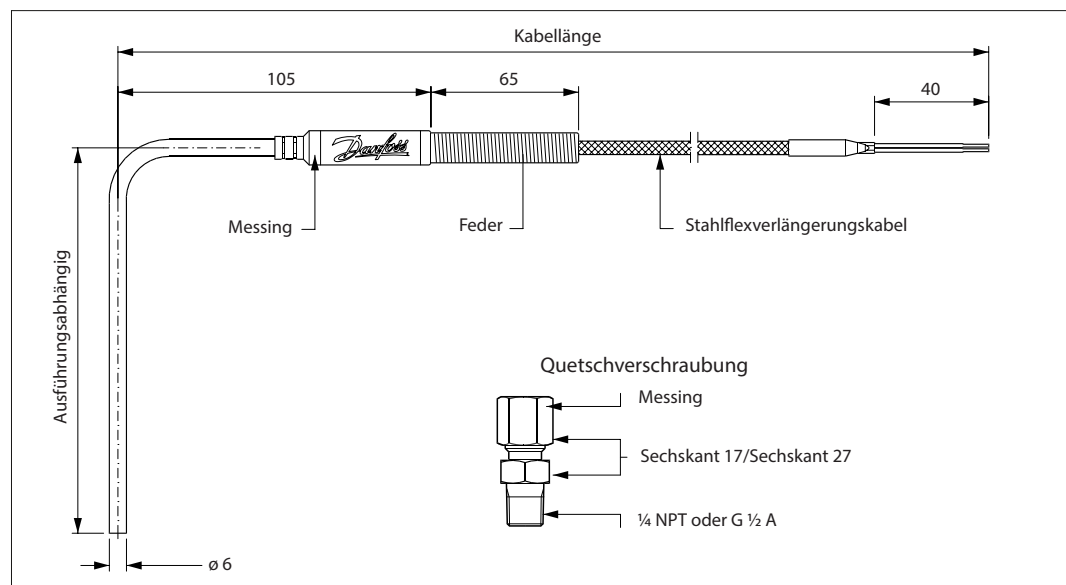 Kabellänge
105
65
40
Danfoss
Messing
Feder
Stahlflexverlängerungskabel
Ausführungsabhängig
Quetschverschraubung
Messing
Sechskant 17/Sechskant 27
¼ NPT oder G ½ A
ø 6